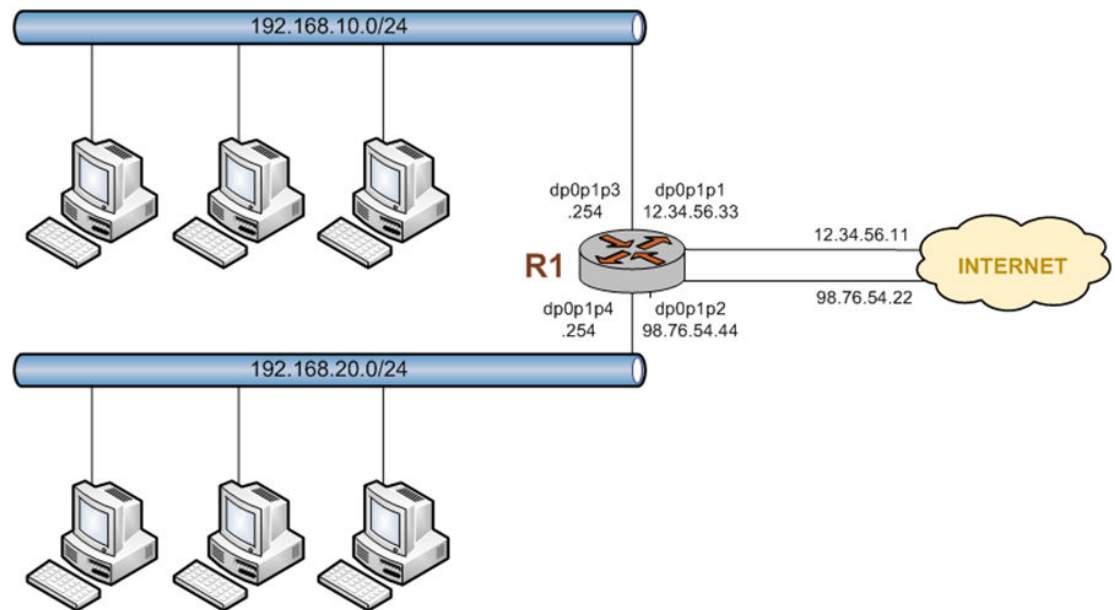 192.168.10.0/24
dp0p1p3
.254
dp0p1p1
12.34.56.33
12.34.56.11
R1
INTERNET
98.76.54.22
dp0p1p4
.254
dp0p1p2
98.76.54.44
192.168.20.0/24